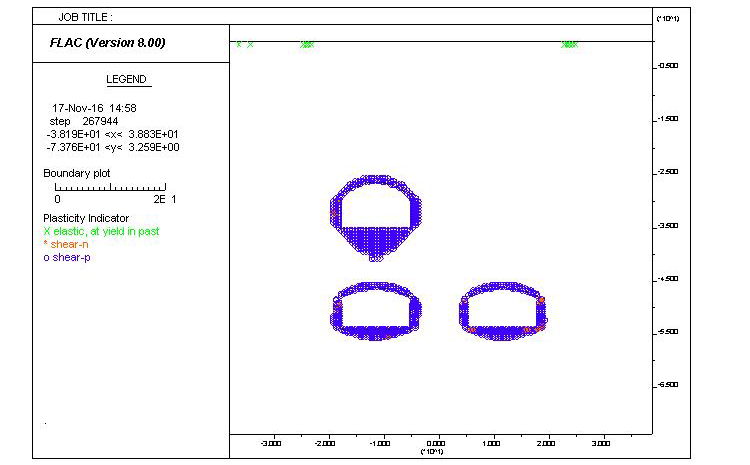 JOB TITLE :
FLAC (Version 8.00)
LEGEND
17-Nov-16 14:58
step 267944
-3.819E+01 <x< 3.883E+01
-7.376E+01 <y< 3.259E+00
Boundary plot
0 2E 1
Plasticity Indicator
X elastic, at yield in past
* shear-n
o shear-p
(*10^1)
-0.500
-1.500
-2.500
-3.500
-4.500
-5.500
-6.500
-3.000 -2.000 -1.000 0.000 1.000 2.000 3.000
(*10^1)